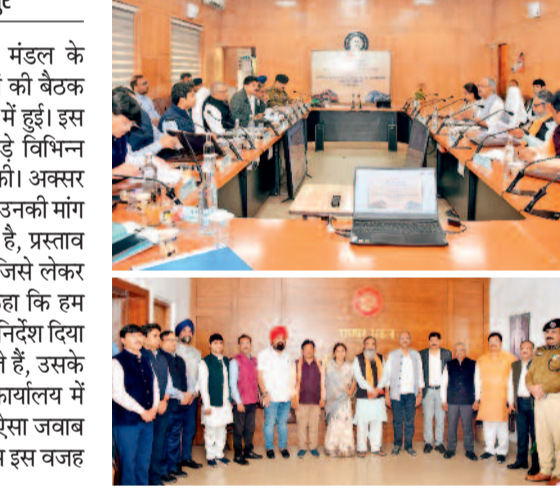 मंडल के
की बैठक
में हुई। इस
विभिन्न
की। अक्सर
उनकी मांग
है, प्रस्ताव
जिसे लेकर
कि हम
निर्देश दिया
हैं, उसके
कार्यालय में
ऐसा जवाब
इस वजह